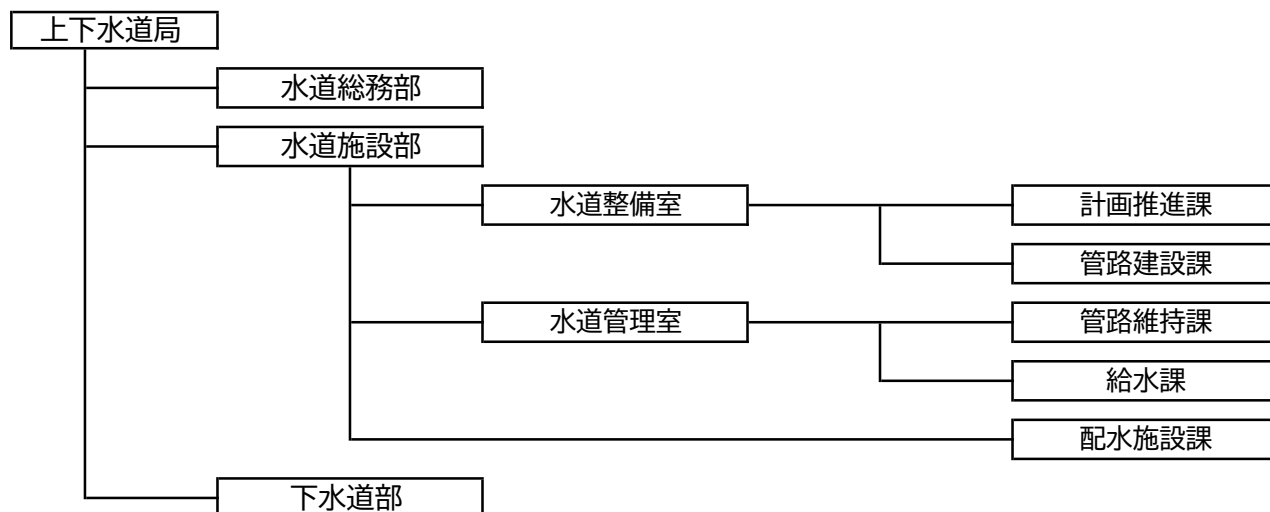 上下水道局
水道総務部
水道施設部
水道整備室
計画推進課
管路建設課
水道管理室
管路維持課
給水課
配水施設課
下水道部